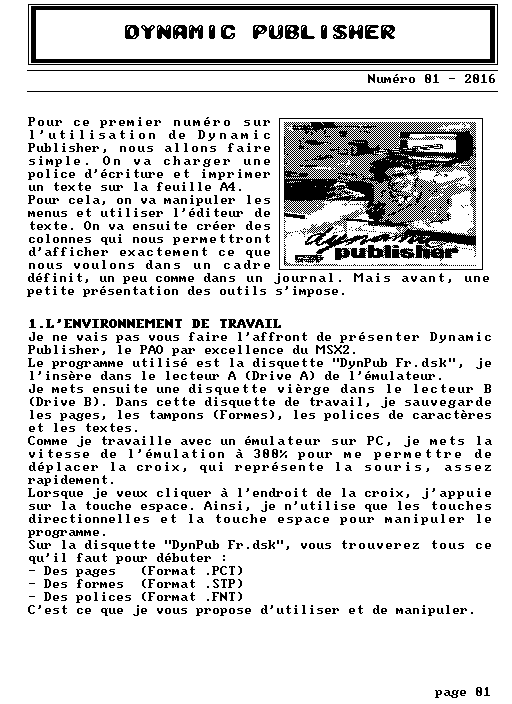 DYNAMIC PUBLISHER
Numéro 01 - 2016
Pour ce premier numéro sur
l'utilisation de Dynamic
Publisher, nous allons faire
simple. On va charger une
police d'écriture et imprimer
un texte sur la feuille A4.
Pour cela, on va manipuler les
menus et utiliser l'éditeur de
texte. On va ensuite créer des
colonnes qui nous permettront
d'afficher exactement ce que
nous voulons dans un cadre
dynamic
publisher
définit, un peu comme dans un journal. Mais avant, une
petite présentation des outils s'impose.
1.L'ENVIRONNEMENT DE TRAVAIL
Je ne vais pas vous faire l'affront de présenter Dynamic
Publisher, le PAO par excellence du MSX2.
Le programme utilisé est la disquette "DynPub Fr.dsk", je
l'insère dans le lecteur A (Drive A) de l'émulateur.
Je mets ensuite une disquette vièrge dans le lecteur B
(Drive B). Dans cette disquette de travail, je sauvegarde
les pages, les tampons (Formes), les polices de caractères
et les textes.
Comme je travaille avec un émulateur sur PC, je mets la
vitesse de l'émulation à 300% pour me permettre de
déplacer la croix, qui représente la souris, assez
rapidement.
Lorsque je veux cliquer à l'endroit de la croix, j'appuie
sur la touche espace. Ainsi, je n'utilise que les touches
directionnelles et la touche espace pour manipuler le
programme.
Sur la disquette "DynPub Fr.dsk", vous trouverez tous ce
qu'il faut pour débuter :
- Des pages (Format .PCT)
- Des formes (Format .STP)
- Des polices (Format .FNT)
C'est ce que je vous propose d'utiliser et de manipuler.
page 01